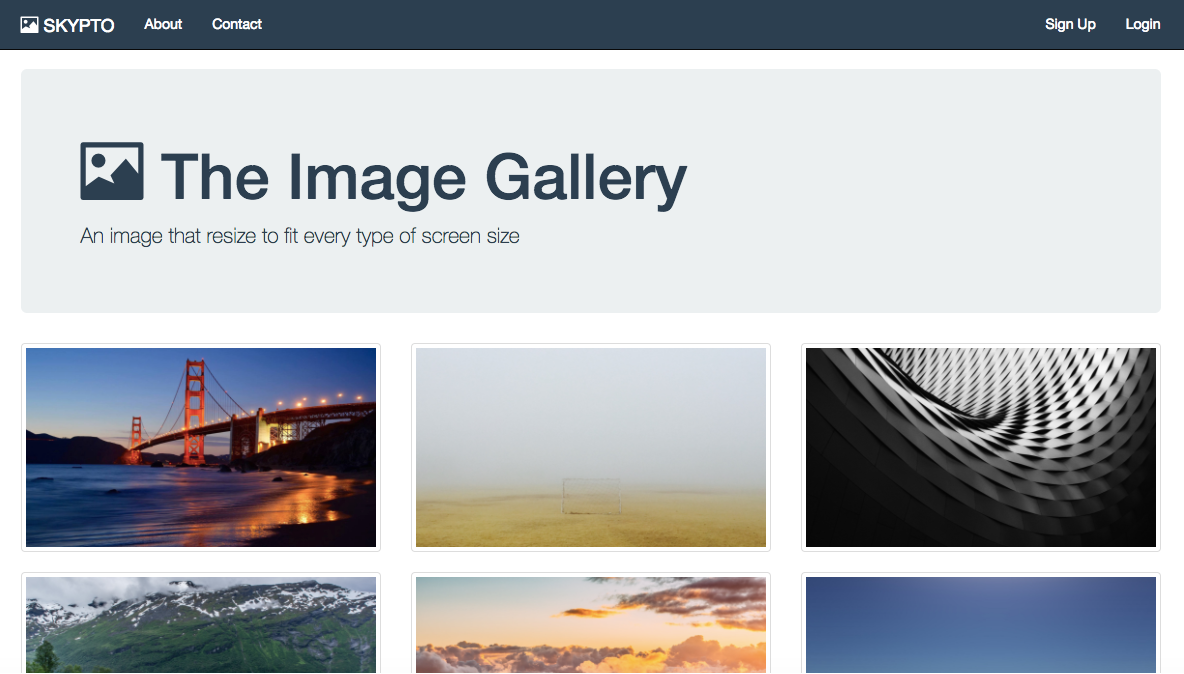 SKYPTO About Contact Sign Up Login
The Image Gallery
An image that resize to fit every type of screen size